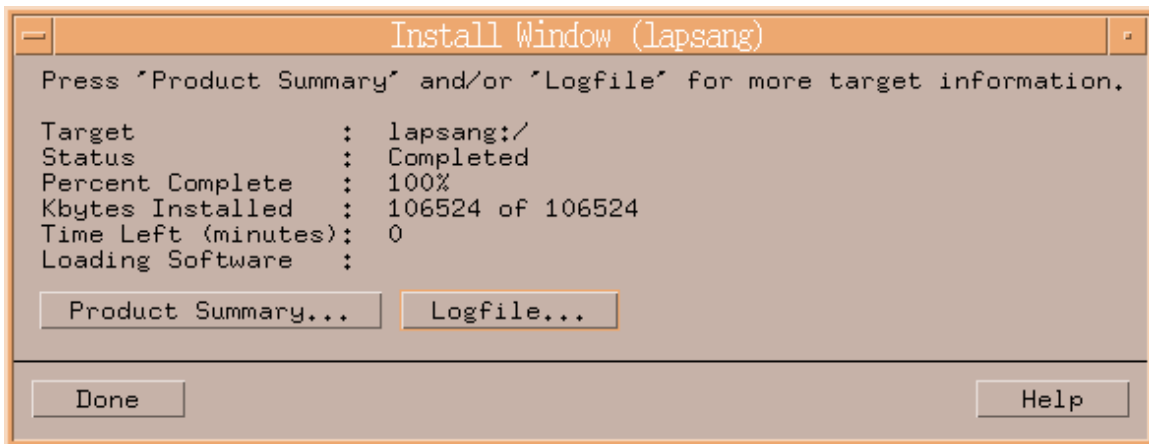 Install Window (lapsang)
Press ´Product Summary´ and/or ´Logfile´ for more target information.
Target : lapsang:/
Status : Completed
Percent Complete : 100%
Kbytes Installed : 106524 of 106524
Time Left (minutes): 0
Loading Software :
Product Summary... Logfile...
Done Help